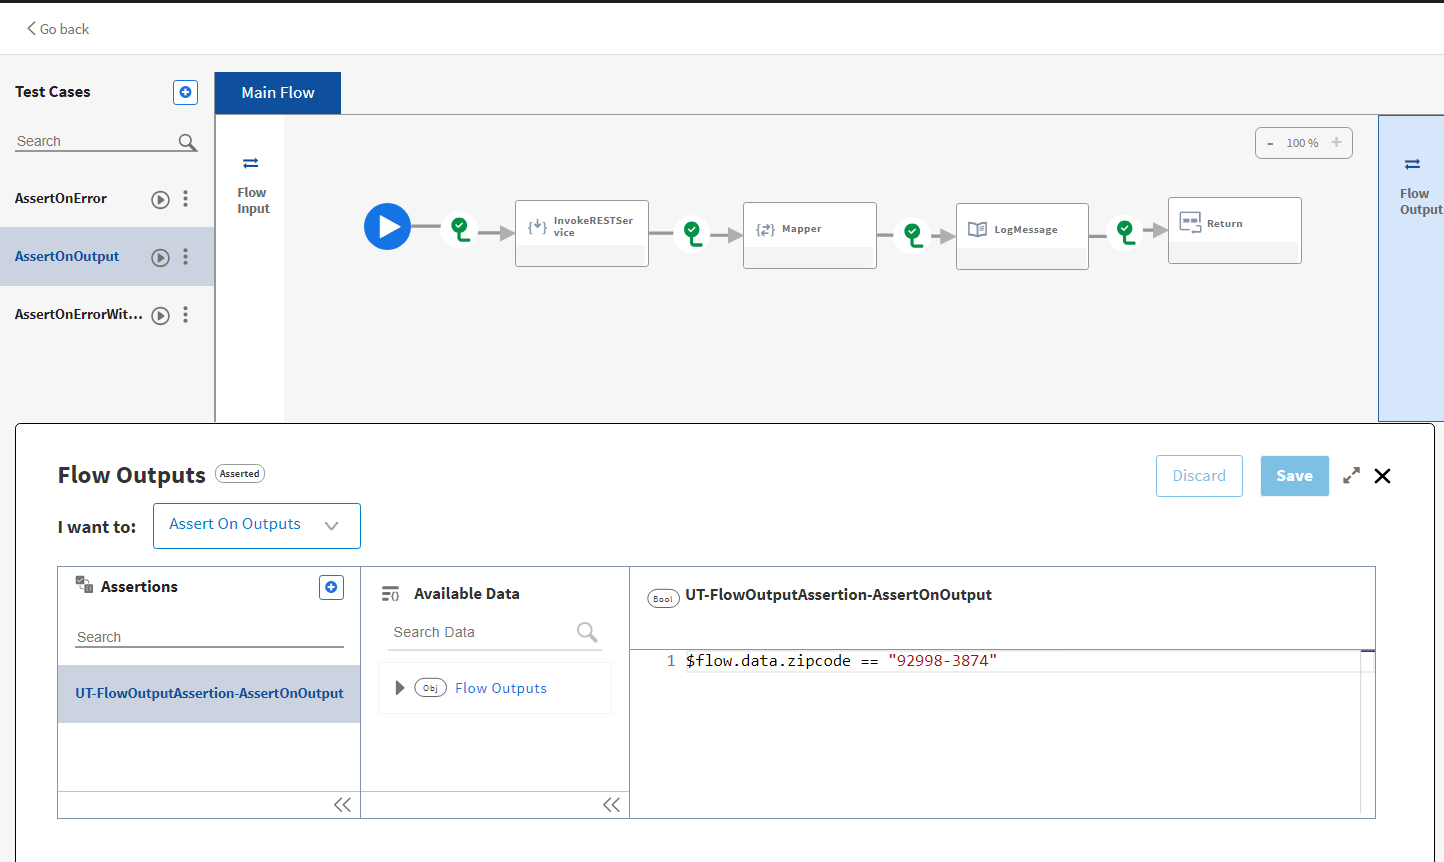 Go back
Test Cases
Search
AssertOnError
AssertOnOutput
AssertOnErrorWit...
Main Flow
Flow
Input
- 100 % +
InvokeRESTSer
vice
Mapper
LogMessage
Return
Flow
Output
Flow Outputs
Asserted
Discard
Save
I want to:
Assert On Outputs
Assertions
Search
UT-FlowOutputAssertion-AssertOnOutput
Available Data
Search Data
Obj
Flow Outputs
Bool
UT-FlowOutputAssertion-AssertOnOutput
1 $flow.data.zipcode == "92998-3874"